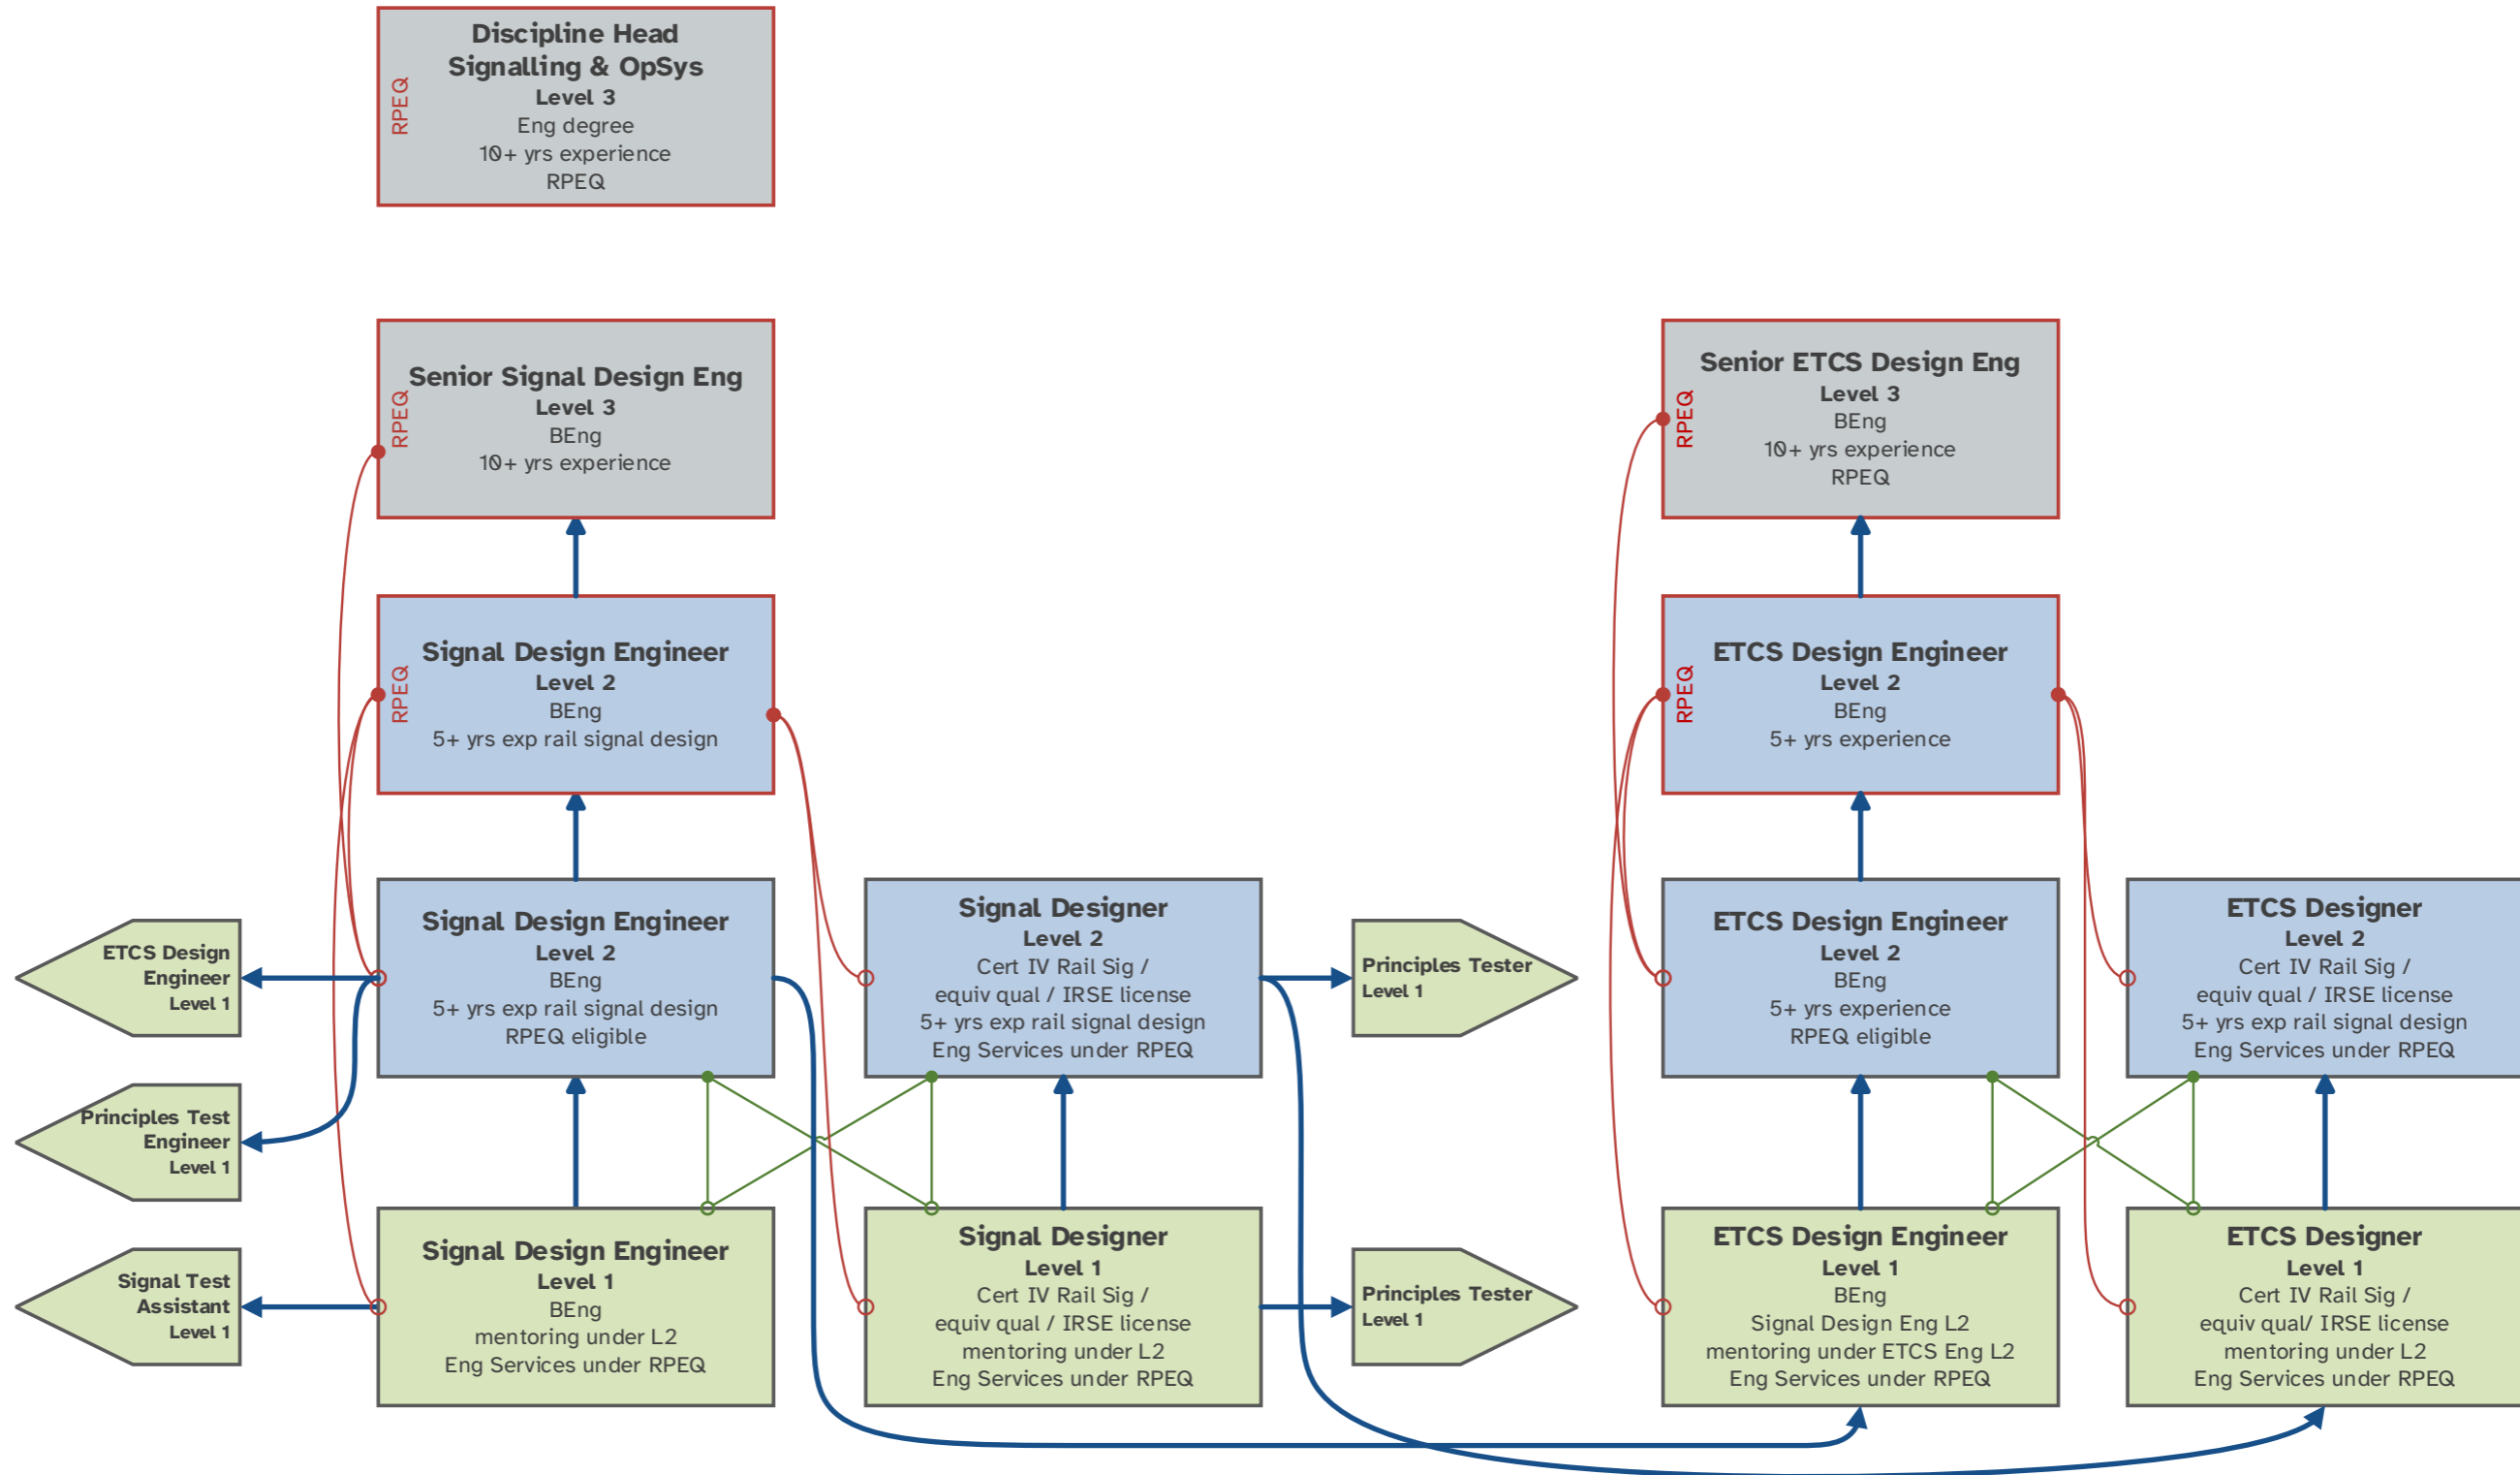 Discipline Head
Signalling & OpSys
Level 3
Eng degree
10+ yrs experience
RPEQ
RPEQ
Senior Signal Design Eng
Level 3
BEng
10+ yrs experience
RPEQ
Senior ETCS Design Eng
Level 3
BEng
10+ yrs experience
RPEQ
RPEQ
Signal Design Engineer
Level 2
BEng
5+ yrs exp rail signal design
RPEQ
ETCS Design Engineer
Level 2
BEng
5+ yrs experience
RPEQ
ETCS Design
Engineer
Level 1
Signal Design Engineer
Level 2
BEng
5+ yrs exp rail signal design
RPEQ eligible
Signal Designer
Level 2
Cert IV Rail Sig /
equiv qual / IRSE license
5+ yrs exp rail signal design
Eng Services under RPEQ
Principles Tester
Level 1
ETCS Design Engineer
Level 2
BEng
5+ yrs experience
RPEQ eligible
ETCS Designer
Level 2
Cert IV Rail Sig /
equiv qual / IRSE license
5+ yrs exp rail signal design
Eng Services under RPEQ
Principles Test
Engineer
Level 1
Signal Test
Assistant
Level 1
Signal Design Engineer
Level 1
BEng
mentoring under L2
Eng Services under RPEQ
Signal Designer
Level 1
Cert IV Rail Sig /
equiv qual / IRSE license
mentoring under L2
Eng Services under RPEQ
Principles Tester
Level 1
ETCS Design Engineer
Level 1
BEng
Signal Design Eng L2
mentoring under ETCS Eng L2
Eng Services under RPEQ
ETCS Designer
Level 1
Cert IV Rail Sig /
equiv qual/ IRSE license
mentoring under L2
Eng Services under RPEQ